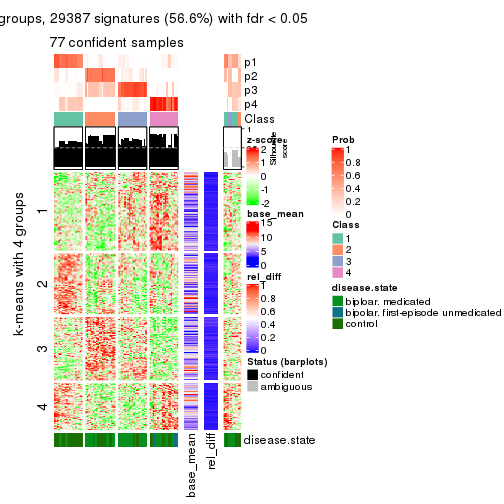 groups, 29387 signatures (56.6%) with fdr < 0.05
77 confident samples
p1
p2
p3
p4
Class
1
Silhouette
score
z-score
2
1
0
-1
-2
base_mean
15
10
5
0
rel_diff
1
0.8
0.6
0.4
0.2
0
Status (barplots)
confident
ambiguous
Prob
1
0.8
0.6
0.4
0.2
0
Class
1
2
3
4
disease.state
biploar. medicated
bipolar. first-episode unmedicated
control
k-means with 4 groups
1
2
3
4
base_mean
rel_diff
disease.state